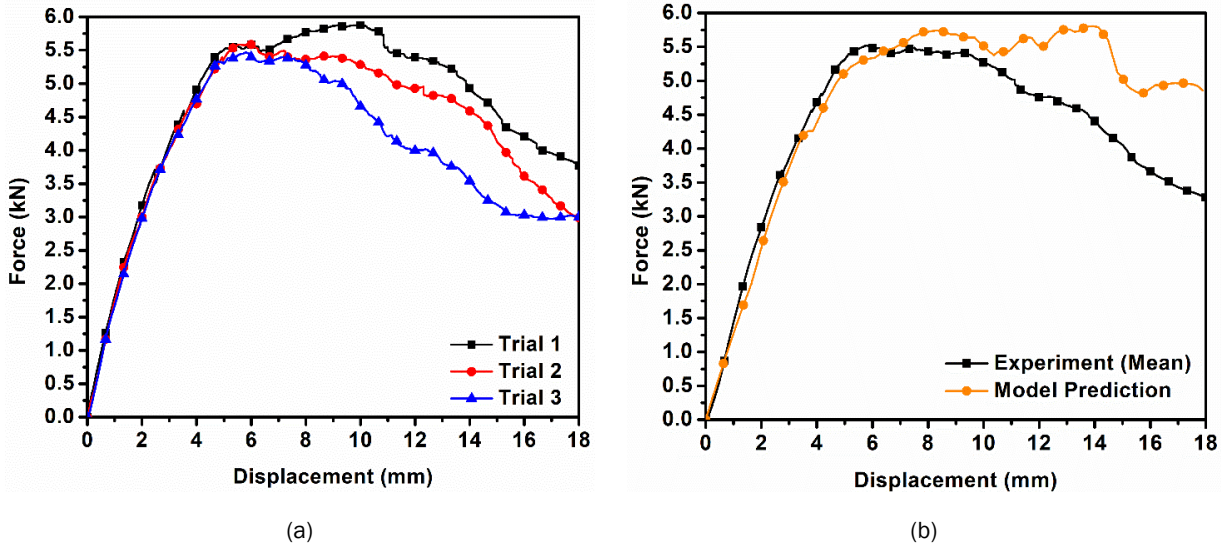 6.0
5.5
5.0
4.5
4.0
3.5
3.0
2.5
2.0
1.5
1.0
0.5
0.0
Force (kN)
Trial 1
Trial 2
Trial 3
0 2 4 6 8 10 12 14 16 18
Displacement (mm)
(a)
6.0
5.5
5.0
4.5
4.0
3.5
3.0
2.5
2.0
1.5
1.0
0.5
0.0
Force (kN)
Experiment (Mean)
Model Prediction
0 2 4 6 8 10 12 14 16 18
Displacement (mm)
(b)